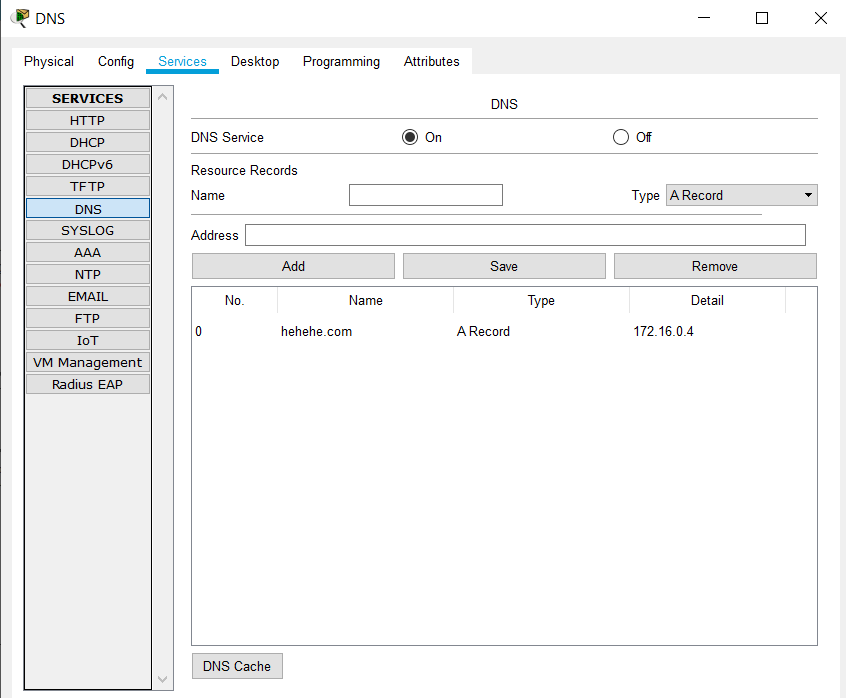 DNS
Physical Config Services Desktop Programming Attributes
SERVICES
HTTP
DHCP
DHCPv6
TFTP
DNS
SYSLOG
AAA
NTP
EMAIL
FTP
IoT
VM Management
Radius EAP
DNS
DNS Service On Off
Resource Records
Name Type A Record
Address
Add Save Remove
No. Name Type Detail
0 hehehe.com A Record 172.16.0.4
DNS Cache